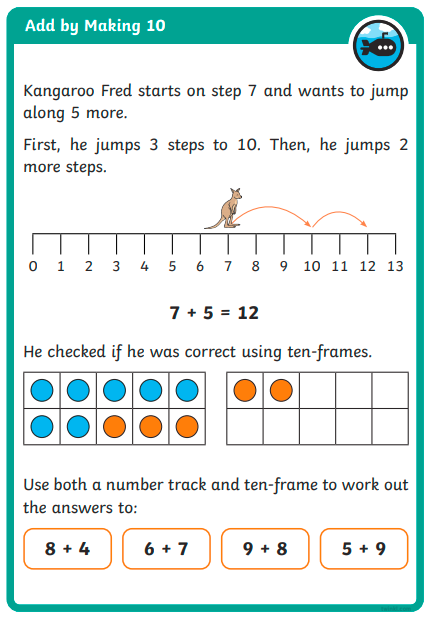 Add by Making 10
Kangaroo Fred starts on step 7 and wants to jump
along 5 more.
First, he jumps 3 steps to 10. Then, he jumps 2
more steps.
0 1 2 3 4 5 6 7 8 9 10 11 12 13
7 + 5 = 12
He checked if he was correct using ten-frames.
Use both a number track and ten-frame to work out
the answers to:
8 + 4 6 + 7 9 + 8 5 + 9